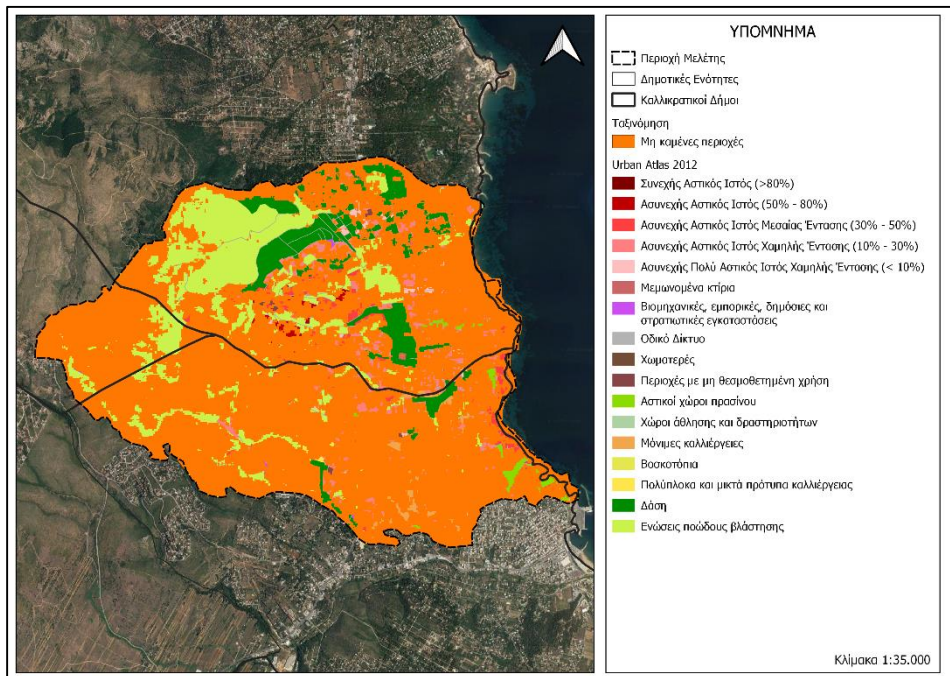 ΥΠΟΜΝΗΜΑ
Περιοχή Μελέτης
Δημοτικές Ενότητες
Καλλικρατικοί Δήμοι
Ταξινόμηση
Μη καμένες περιοχές
Urban Atlas 2012
Συνεχής Αστικός Ιστός (>80%)
Ασυνεχής Αστικός Ιστός (50% - 80%)
Ασυνεχής Αστικός Ιστός Μεσαίας Έντασης (30% - 50%)
Ασυνεχής Αστικός Ιστός Χαμηλής Έντασης (10% - 30%)
Ασυνεχής Πολύ Αστικός Ιστός Χαμηλής Έντασης (< 10%)
Μεμωνομένα κτίρια
Βιομηχανικές, εμπορικές, δημόσιες και
στρατιωτικές εγκαταστάσεις
Οδικό Δίκτυο
Χωματερές
Περιοχές με μη θεσμοθετημένη χρήση
Αστικοί χώροι πρασίνου
Χώροι άθλησης και δραστηριοτήτων
Μόνιμες καλλιέργειες
Βοσκοτόπια
Πολύπλοκα και μικτά πρότυπα καλλιέργειας
Δάση
Ενώσεις ποώδους βλάστησης
Κλίμακα 1:35.000